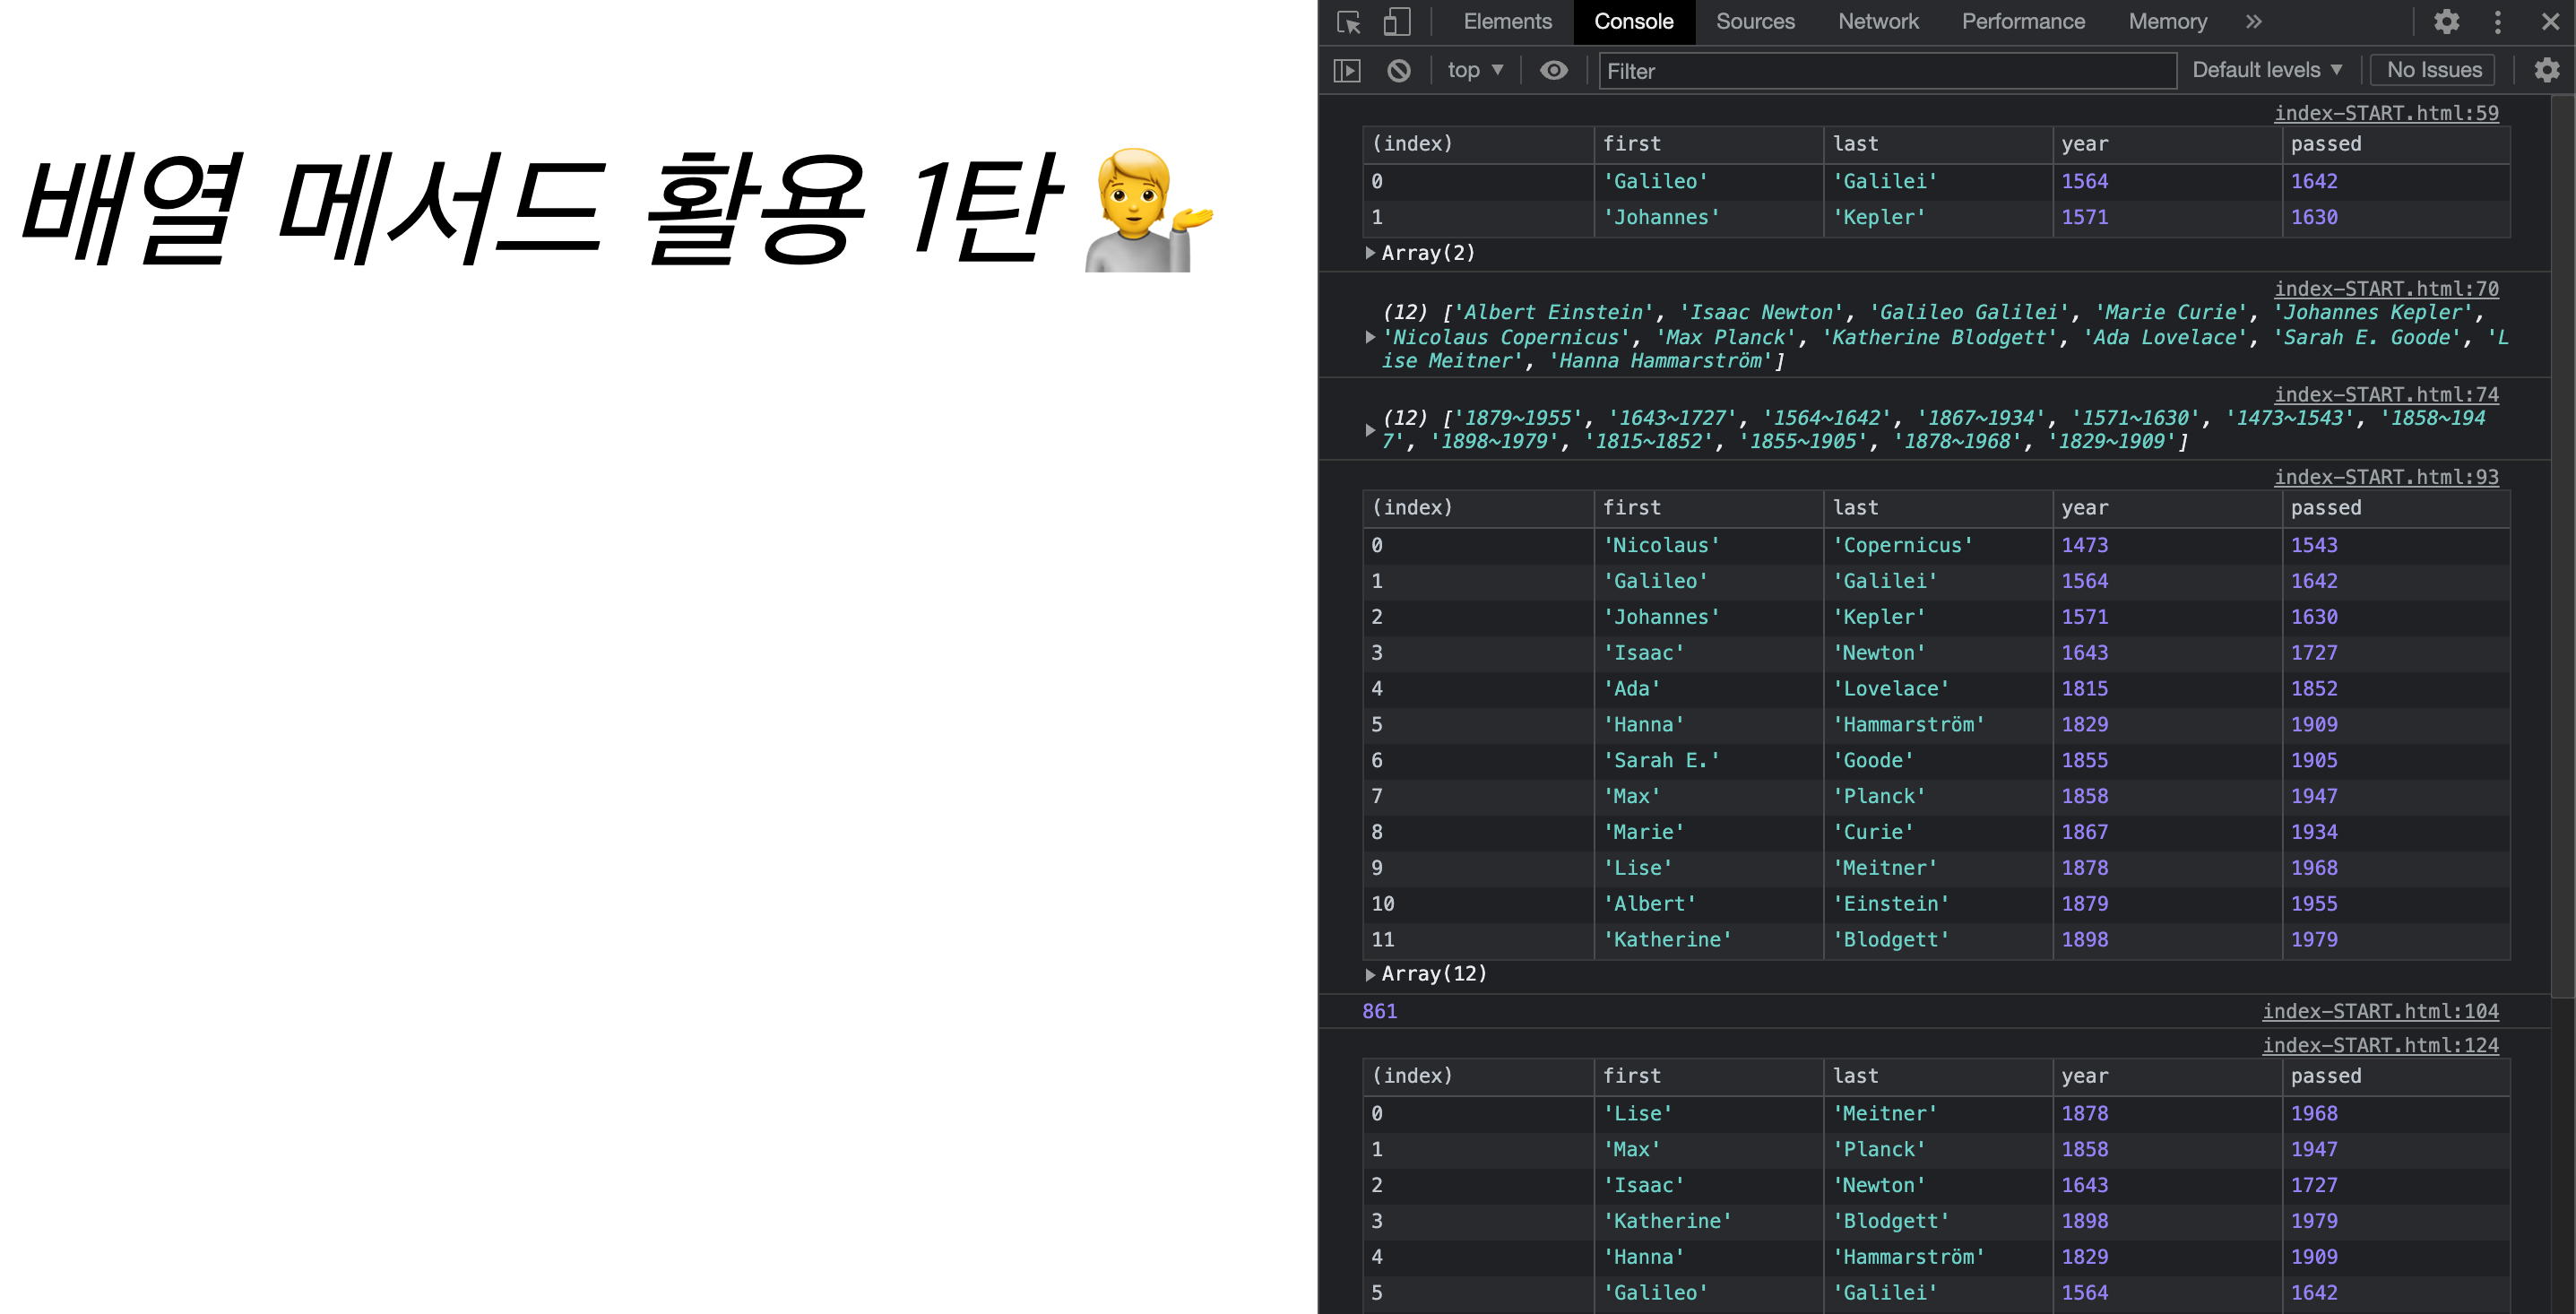 배열 메서드 활용 1탄
Elements Console Sources Network Performance Memory
top Filter Default levels No Issues
index-START.html:59
(index) first last year passed
0 'Galileo' 'Galilei' 1564 1642
1 'Johannes' 'Kepler' 1571 1630
Array(2)
index-START.html:70
(12) ['Albert Einstein', 'Isaac Newton', 'Galileo Galilei', 'Marie Curie', 'Johannes Kepler',
'Nicolaus Copernicus', 'Max Planck', 'Katherine Blodgett', 'Ada Lovelace', 'Sarah E. Goode', 'L
ise Meitner', 'Hanna Hammarström']
index-START.html:74
(12) ['1879~1955', '1643~1727', '1564~1642', '1867~1934', '1571~1630', '1473~1543', '1858~194
7', '1898~1979', '1815~1852', '1855~1905', '1878~1968', '1829~1909']
index-START.html:93
(index) first last year passed
0 'Nicolaus' 'Copernicus' 1473 1543
1 'Galileo' 'Galilei' 1564 1642
2 'Johannes' 'Kepler' 1571 1630
3 'Isaac' 'Newton' 1643 1727
4 'Ada' 'Lovelace' 1815 1852
5 'Hanna' 'Hammarström' 1829 1909
6 'Sarah E.' 'Goode' 1855 1905
7 'Max' 'Planck' 1858 1947
8 'Marie' 'Curie' 1867 1934
9 'Lise' 'Meitner' 1878 1968
10 'Albert' 'Einstein' 1879 1955
11 'Katherine' 'Blodgett' 1898 1979
Array(12)
861 index-START.html:104
index-START.html:124
(index) first last year passed
0 'Lise' 'Meitner' 1878 1968
1 'Max' 'Planck' 1858 1947
2 'Isaac' 'Newton' 1643 1727
3 'Katherine' 'Blodgett' 1898 1979
4 'Hanna' 'Hammarström' 1829 1909
5 'Galileo' 'Galilei' 1564 1642